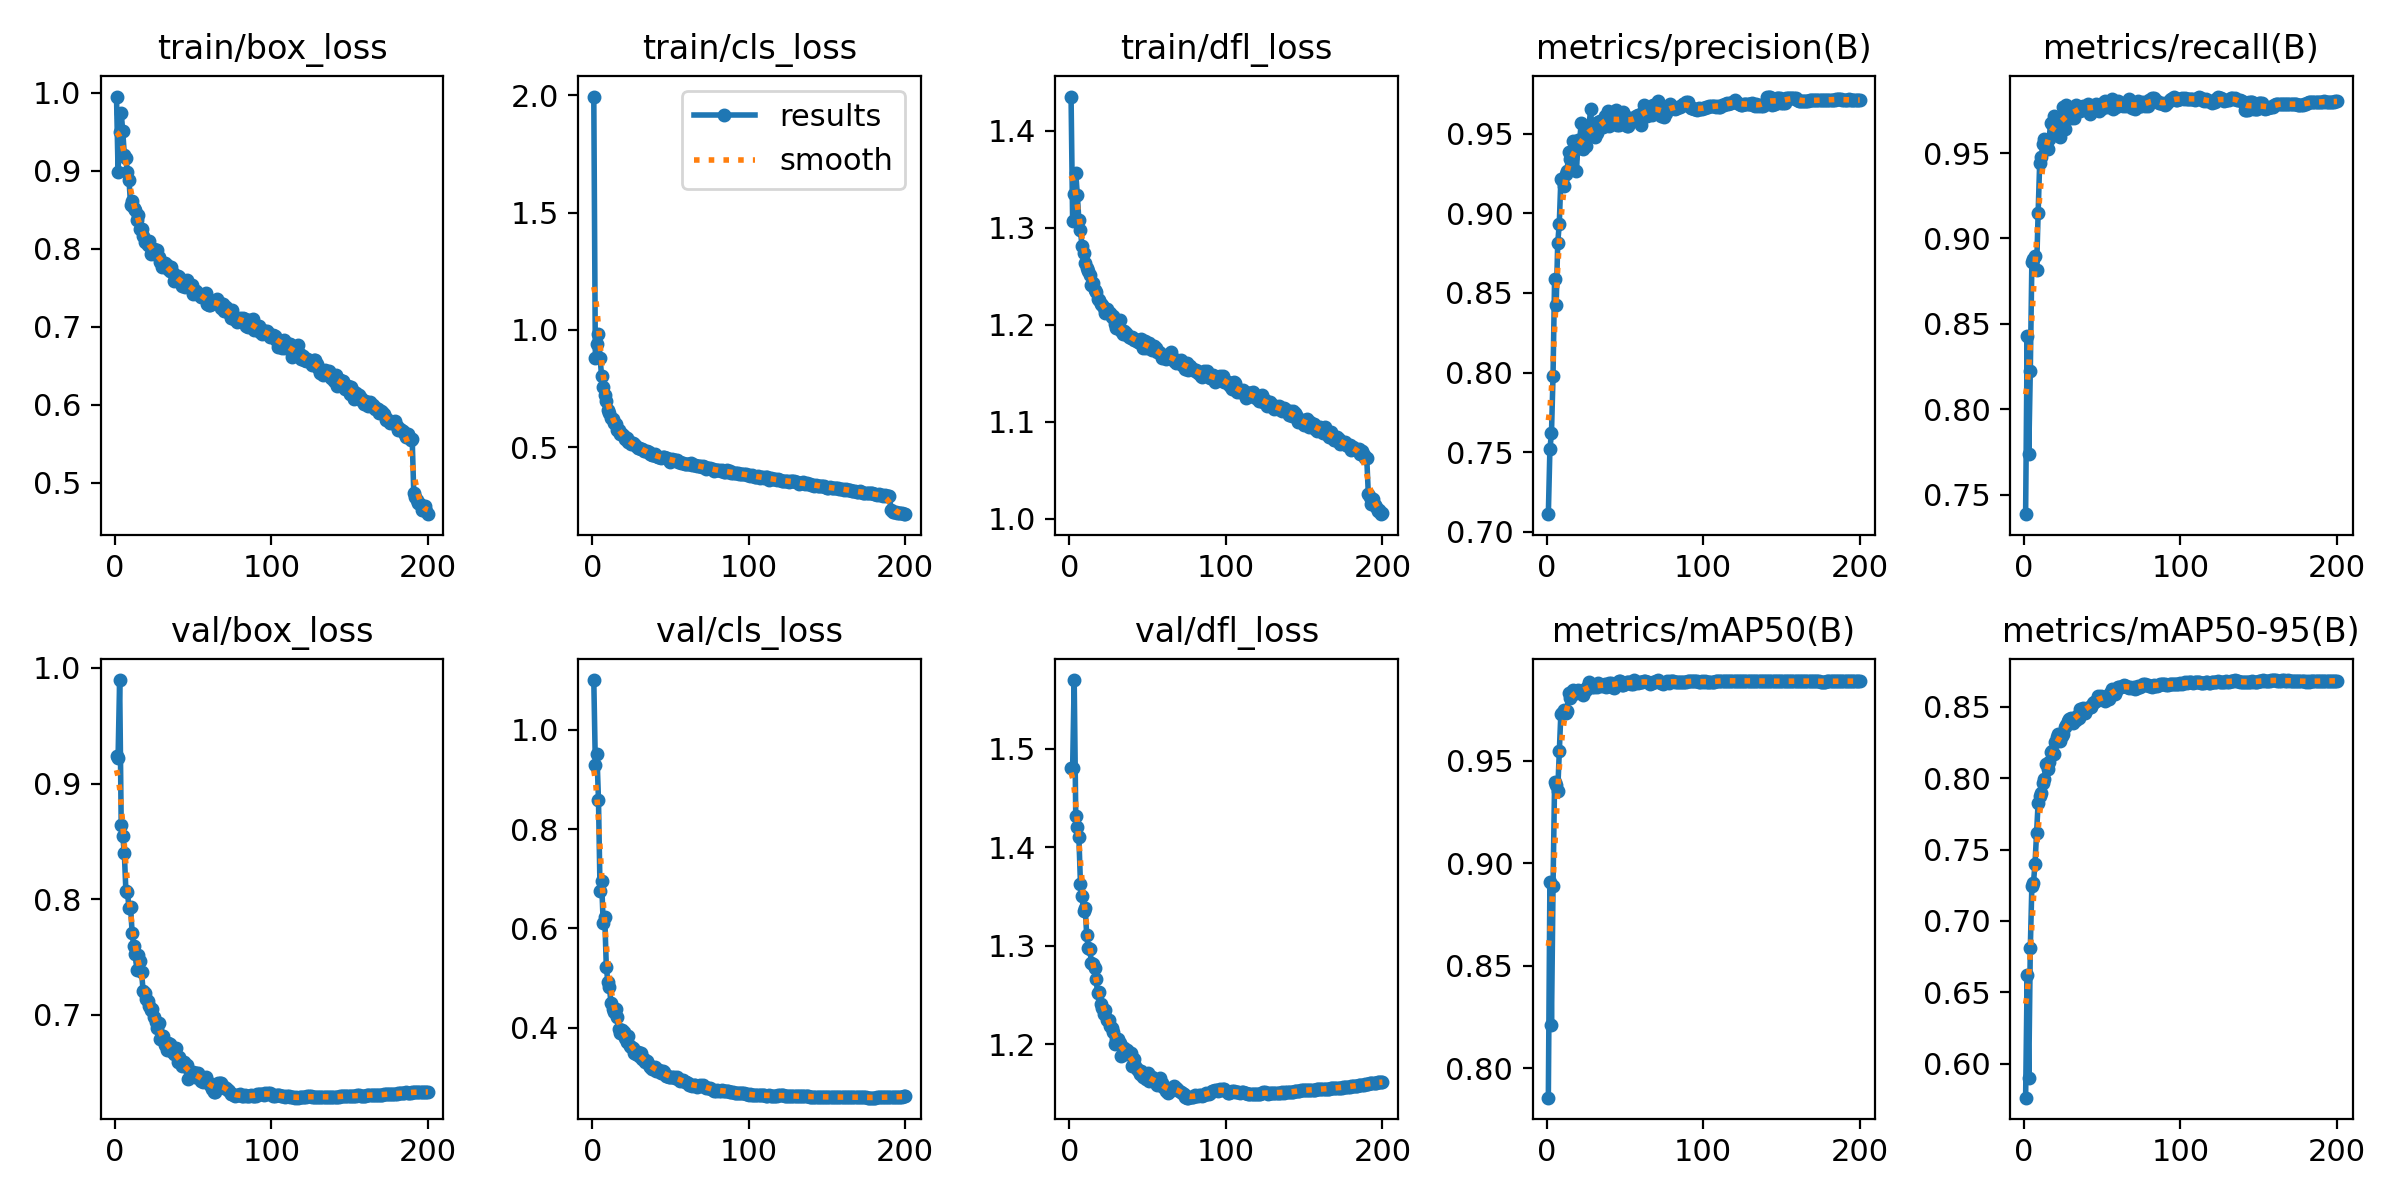 train/box_loss
1.0
0.9
0.8
0.7
0.6
0.5
0 100 200
train/cls_loss
results
smooth
2.0
1.5
1.0
0.5
0 100 200
train/dfl_loss
1.4
1.3
1.2
1.1
1.0
0 100 200
metrics/precision(B)
0.95
0.90
0.85
0.80
0.75
0.70
0 100 200
metrics/recall(B)
0.95
0.90
0.85
0.80
0.75
0 100 200
val/box_loss
1.0
0.9
0.8
0.7
0 100 200
val/cls_loss
1.0
0.8
0.6
0.4
0 100 200
val/dfl_loss
1.5
1.4
1.3
1.2
0 100 200
metrics/mAP50(B)
0.95
0.90
0.85
0.80
0 100 200
metrics/mAP50-95(B)
0.85
0.80
0.75
0.70
0.65
0.60
0 100 200